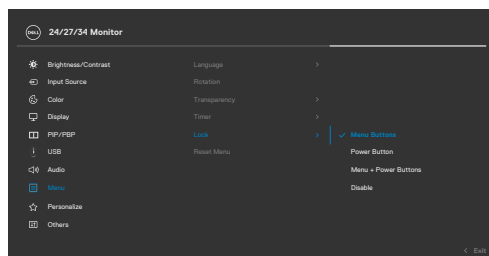 DELL 24/27/34 Monitor
Brightness/Contrast Language >
Input Source Rotation
Color Transparency >
Display Timer >
PIP/PBP Lock > ✓ Menu Buttons
USB Reset Menu Power Button
Audio Menu + Power Buttons
Menu Disable
Personalize
Others
< Exit